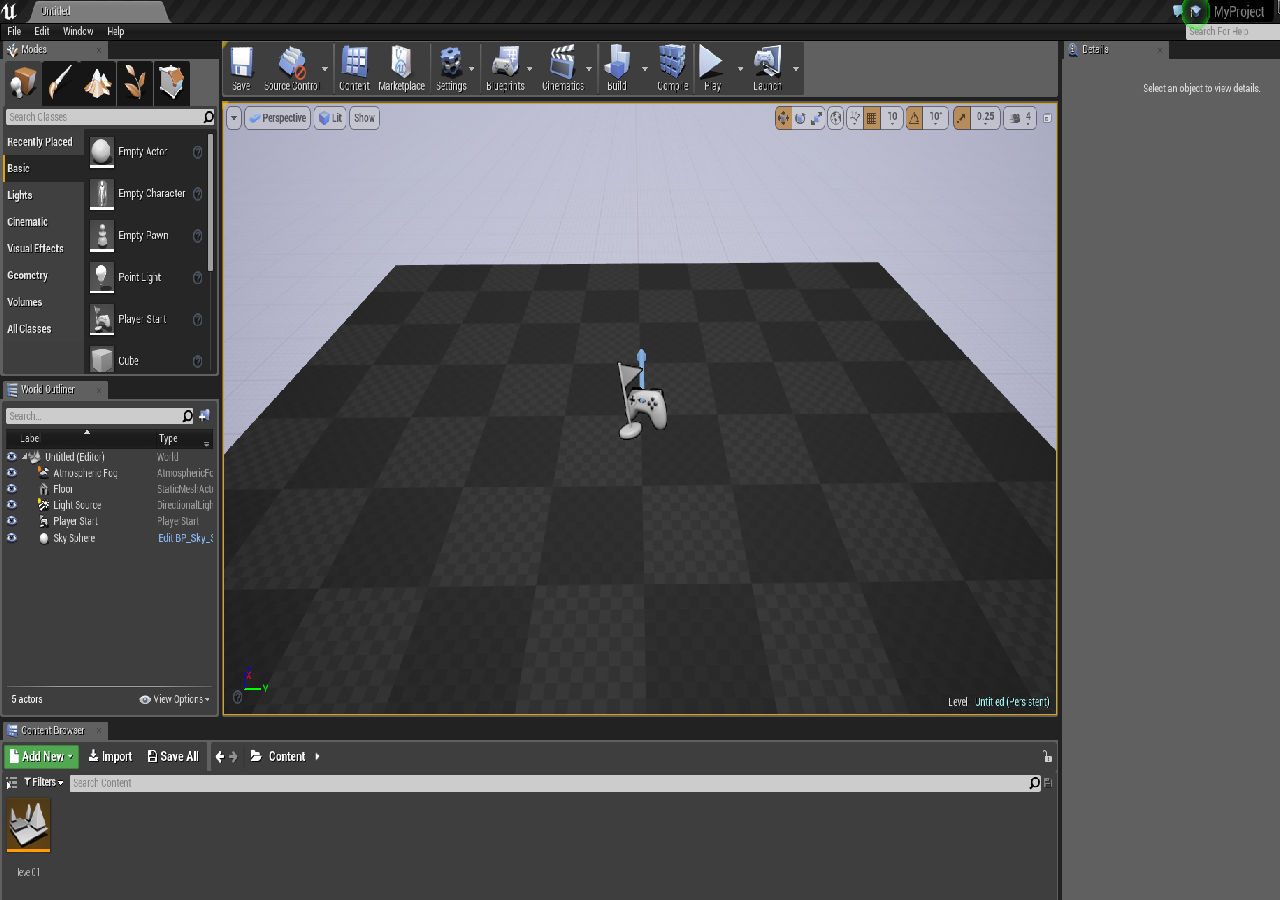 Untitled
MyProject
File Edit Window Help
Search For Help
Modes
Save
Source Control
Content
Marketplace
Settings
Blueprints
Cinematics
Build
Compile
Play
Launch
Details
Select an object to view details.
Search Classes
Perspective
Lit
Show
10
10°
0.25
4
Recently Placed
Basic
Lights
Cinematic
Visual Effects
Geometry
Volumes
All Classes
Empty Actor
Empty Character
Empty Pawn
Point Light
Player Start
Cube
World Outliner
Search...
Label Type
Untitled (Editor) World
Atmospheric Fog AtmosphericFo
Floor StaticMeshActo
Light Source DirectionalLigh
Player Start Player Start
Sky Sphere Edit BP_Sky_S
5 actors
View Options
Level Untitled (Persistent)
Content Browser
Add New
Import
Save All
Content
Filters
Search Content
level01